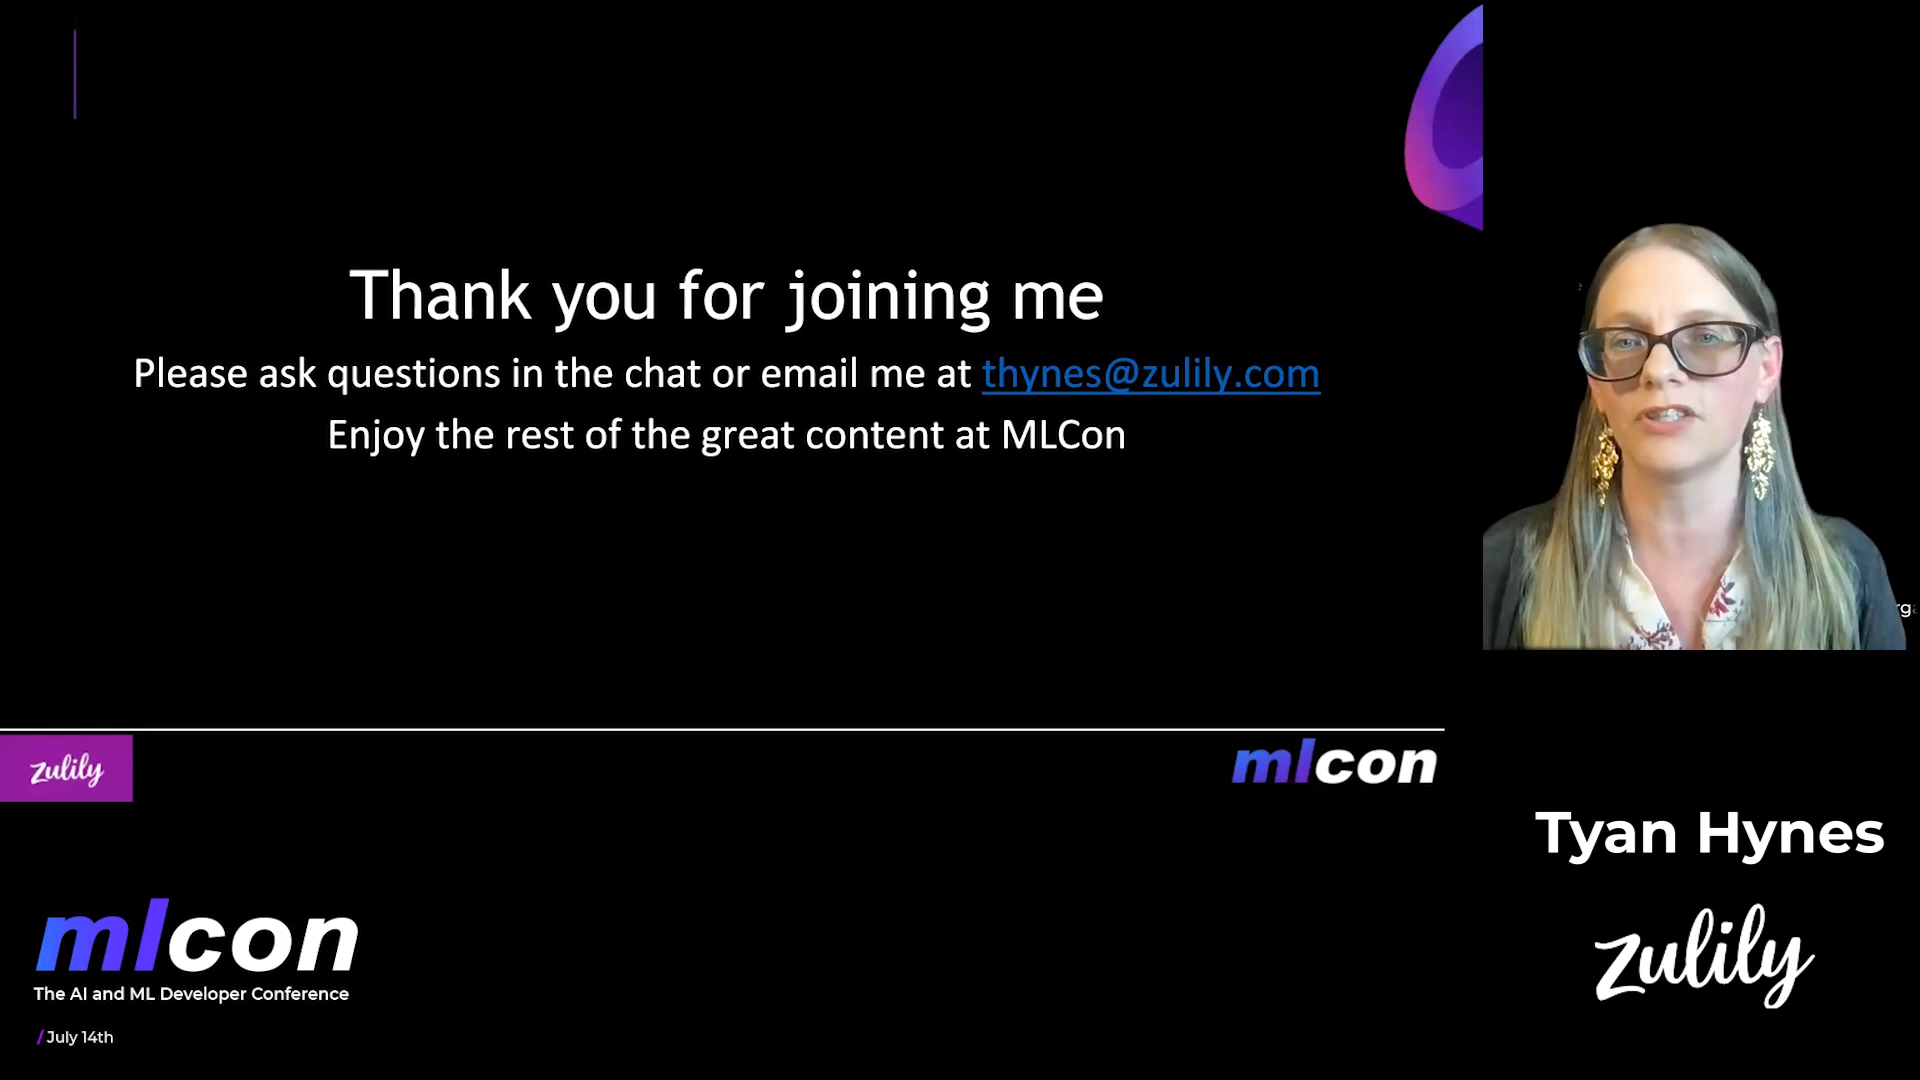 Thank you for joining me
Please ask questions in the chat or email me at thynes@zulily.com
Enjoy the rest of the great content at MLCon
zulily
mlcon
Tyan Hynes
zulily
mlcon
The AI and ML Developer Conference
/ July 14th